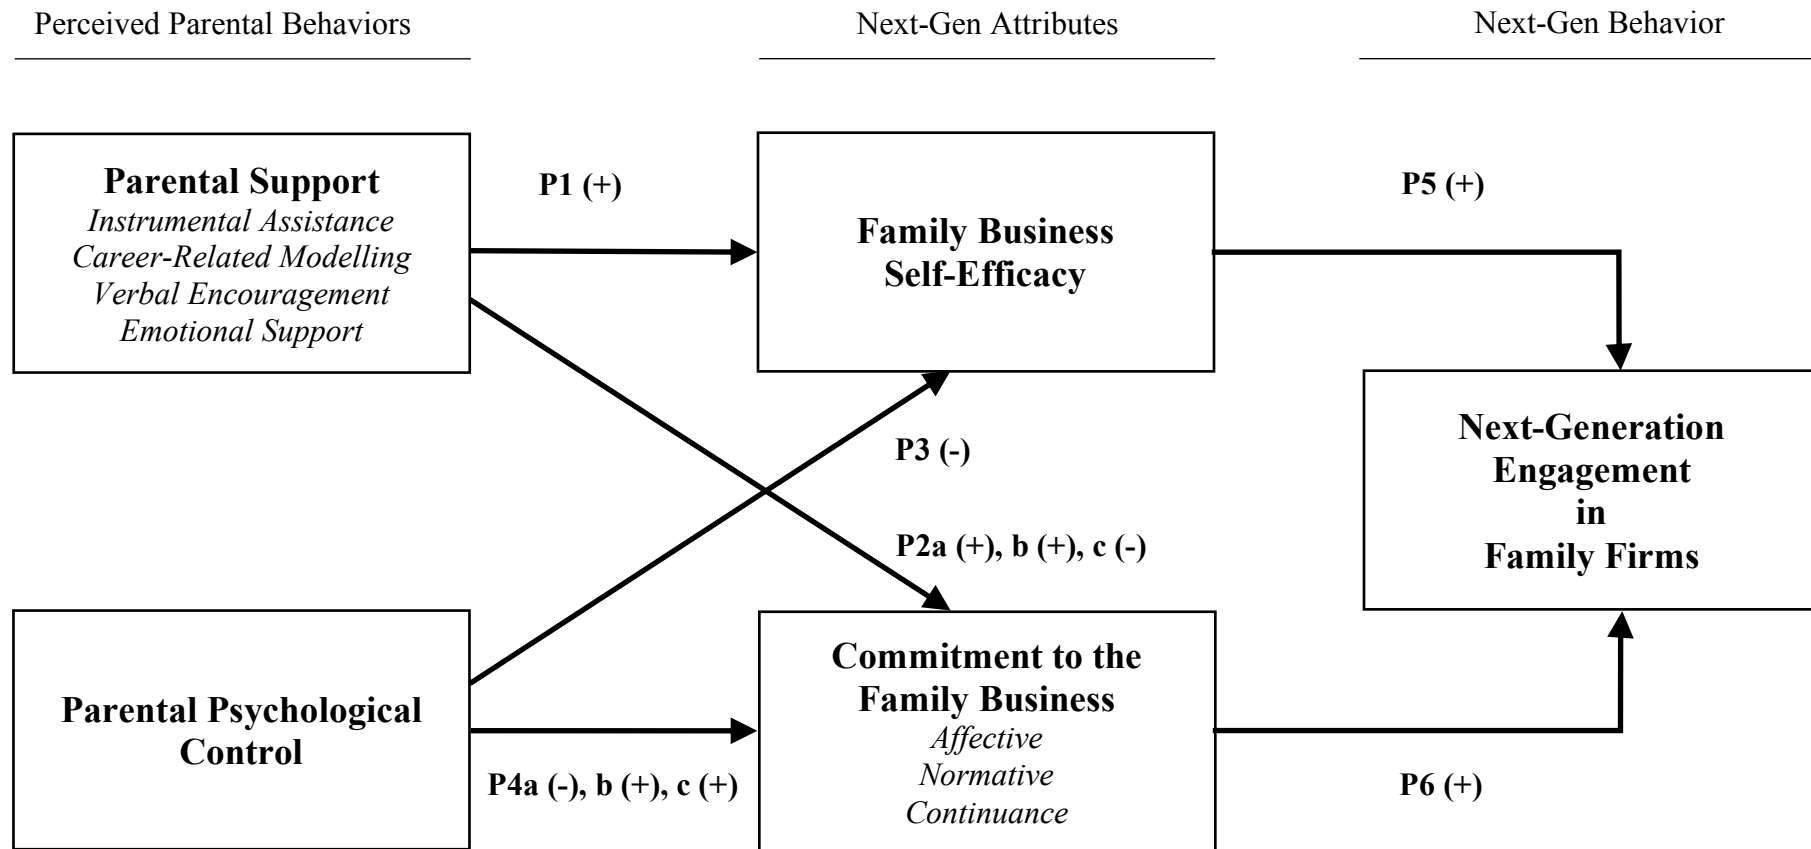 Perceived Parental Behaviors
Next-Gen Attributes
Next-Gen Behavior
Parental Support
Instrumental Assistance
Career-Related Modelling
Verbal Encouragement
Emotional Support
P1 (+)
Family Business
Self-Efficacy
P5 (+)
P3 (-)
P2a (+), b (+), c (-)
Next-Generation
Engagement
in
Family Firms
Parental Psychological
Control
P4a (-), b (+), c (+)
Commitment to the
Family Business
Affective
Normative
Continuance
P6 (+)